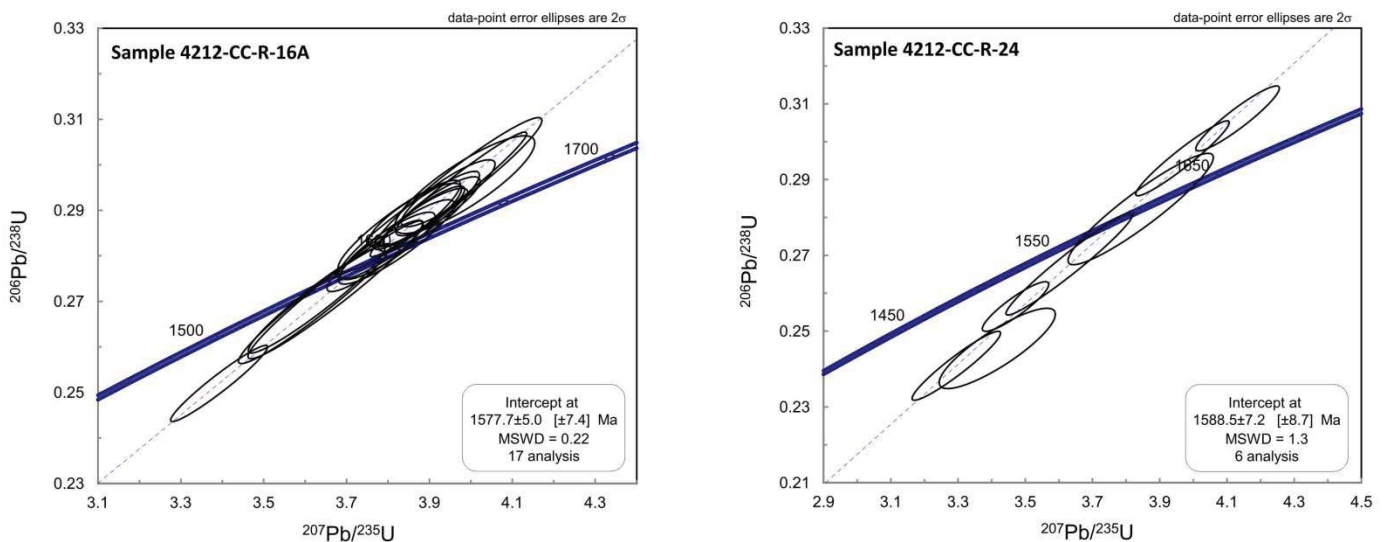 data-point error ellipses are 2σ
Sample 4212-CC-R-16A
0.33
0.31
0.29
0.27
0.25
0.23
3.1
3.3
3.5
3.7
3.9
4.1
4.3
1500
1700
Intercept at
1577.7±5.0 [±7.4] Ma
MSWD = 0.22
17 analysis
²⁰⁶Pb/²³⁸U
²⁰⁷Pb/²³⁵U
data-point error ellipses are 2σ
Sample 4212-CC-R-24
0.33
0.31
0.29
0.27
0.25
0.23
0.21
2.9
3.1
3.3
3.5
3.7
3.9
4.1
4.3
4.5
1450
1550
1650
Intercept at
1588.5±7.2 [±8.7] Ma
MSWD = 1.3
6 analysis
²⁰⁶Pb/²³⁸U
²⁰⁷Pb/²³⁵U